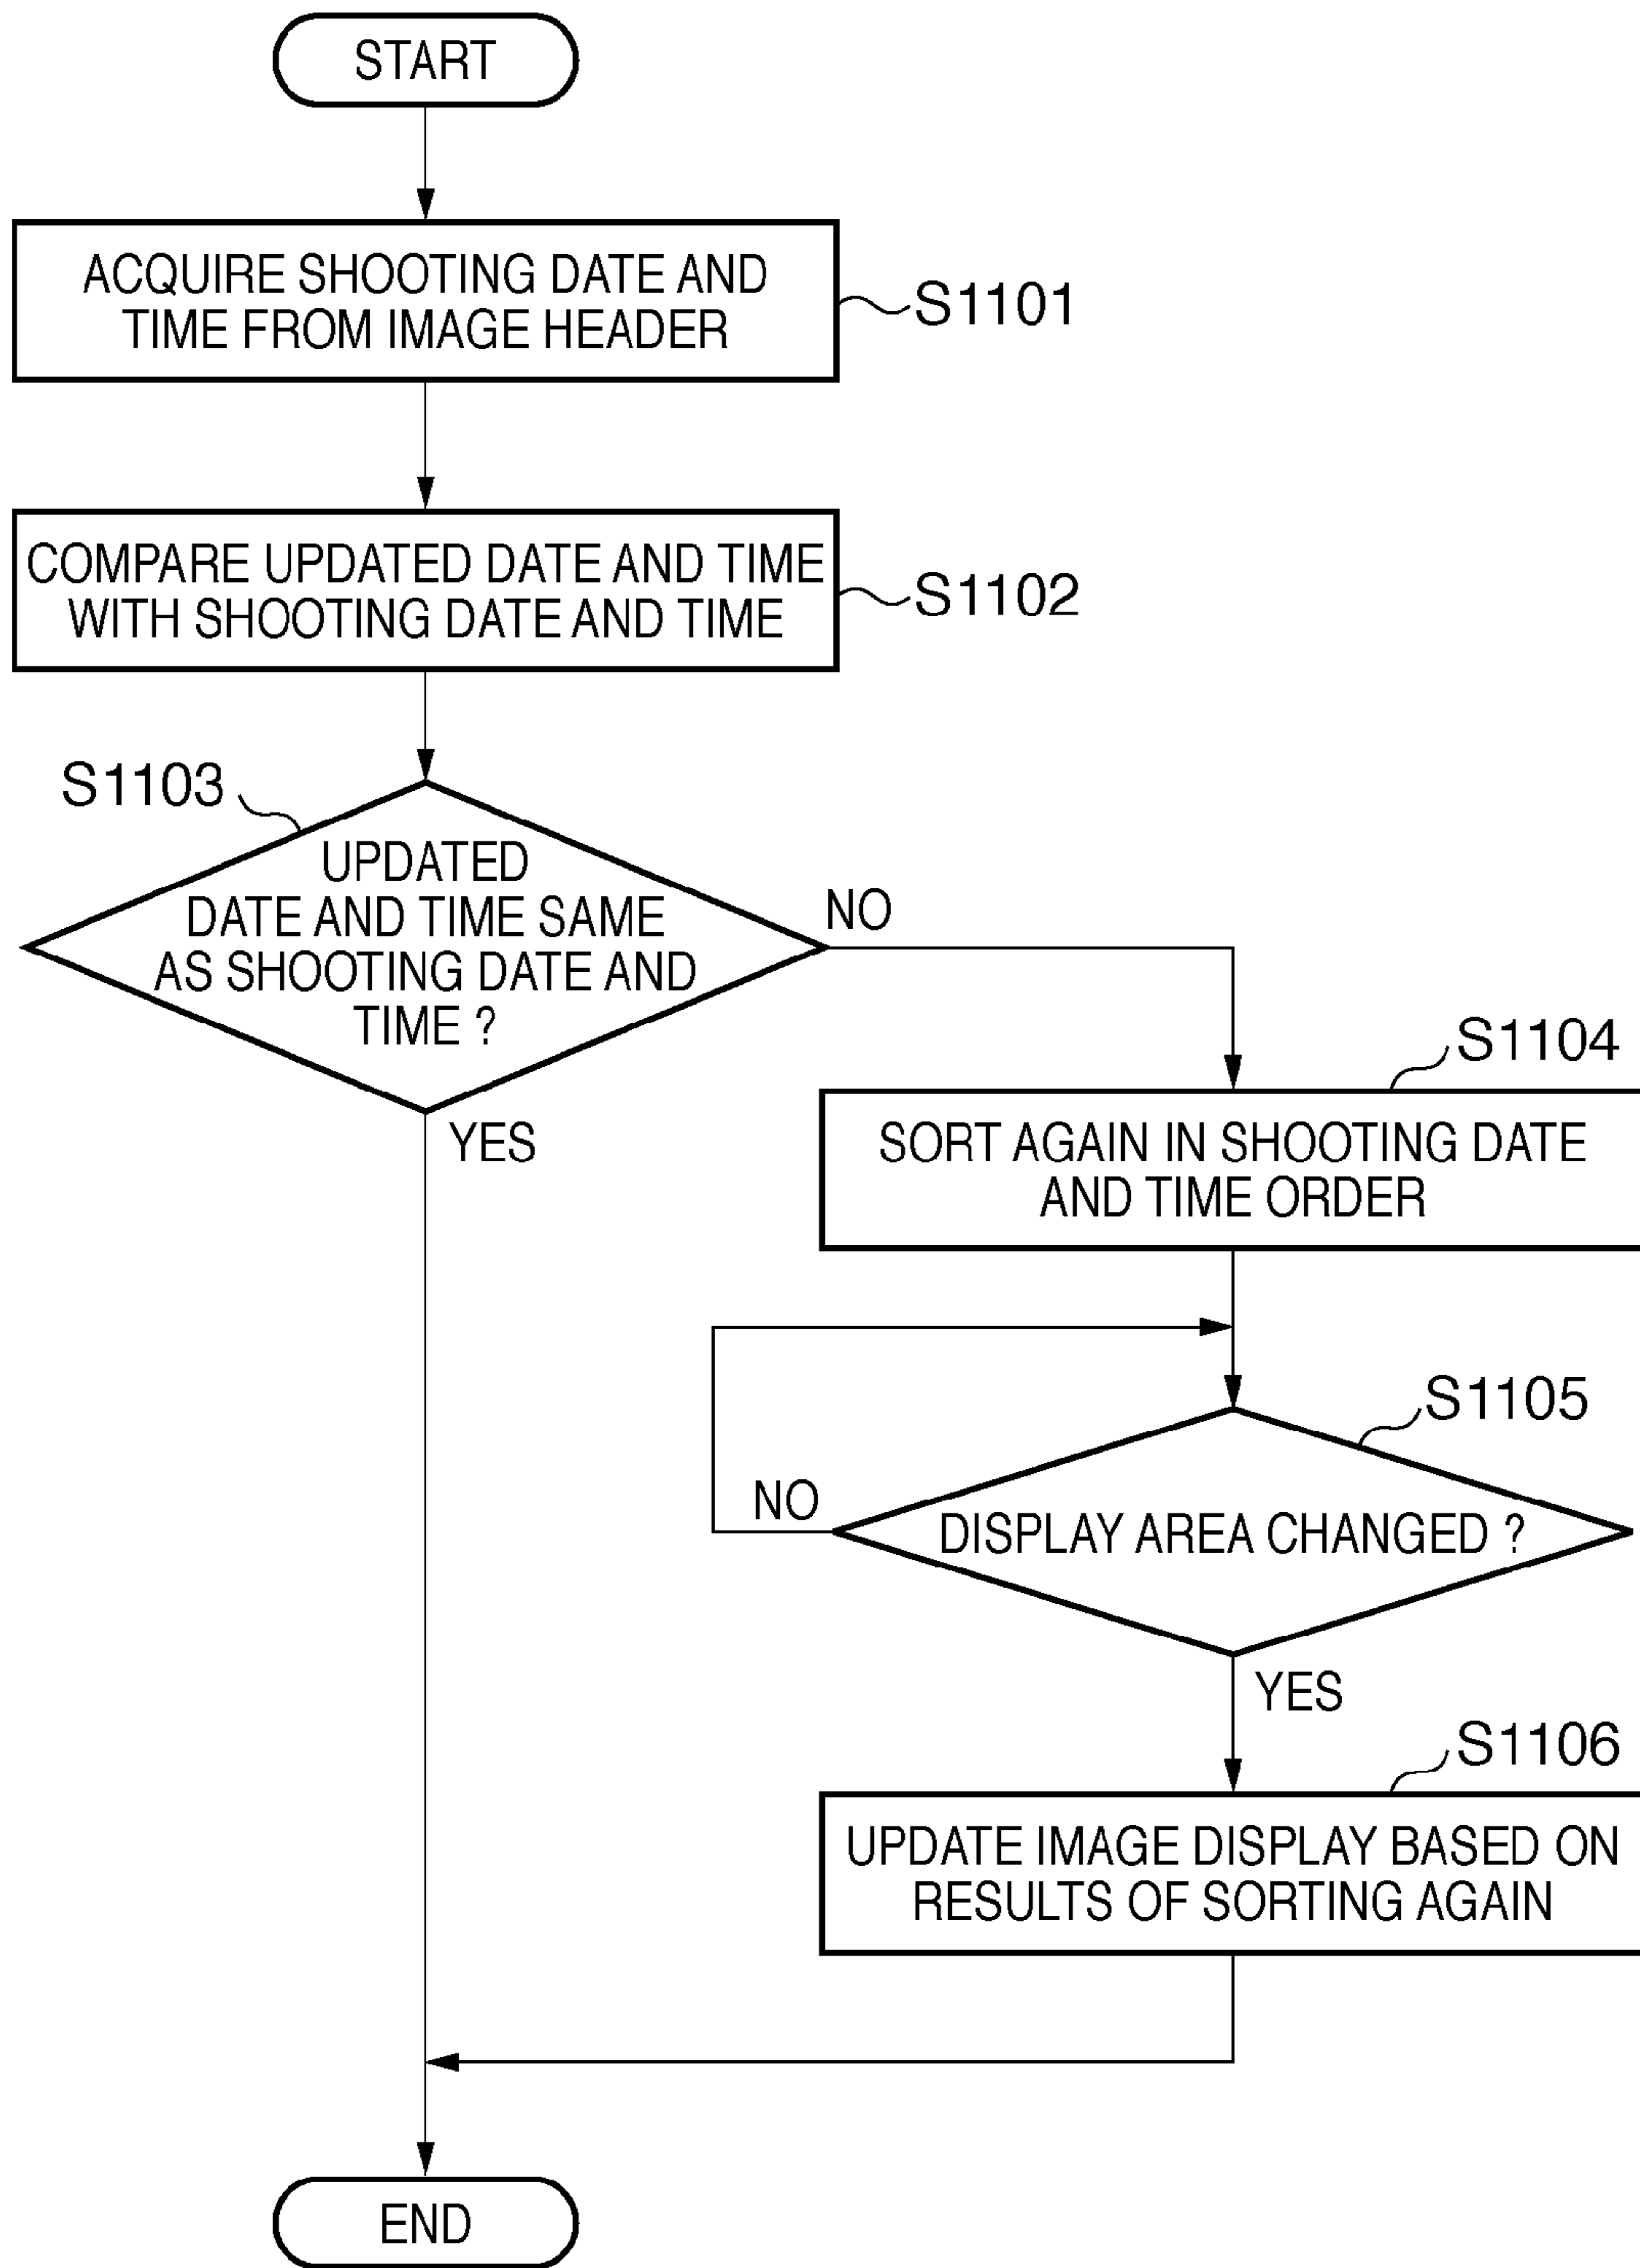 START
ACQUIRE SHOOTING DATE AND
TIME FROM IMAGE HEADER
S1101
COMPARE UPDATED DATE AND TIME
WITH SHOOTING DATE AND TIME
S1102
S1103
UPDATED
DATE AND TIME SAME
AS SHOOTING DATE AND
TIME ?
NO
YES
S1104
SORT AGAIN IN SHOOTING DATE
AND TIME ORDER
S1105
NO
DISPLAY AREA CHANGED ?
YES
S1106
UPDATE IMAGE DISPLAY BASED ON
RESULTS OF SORTING AGAIN
END